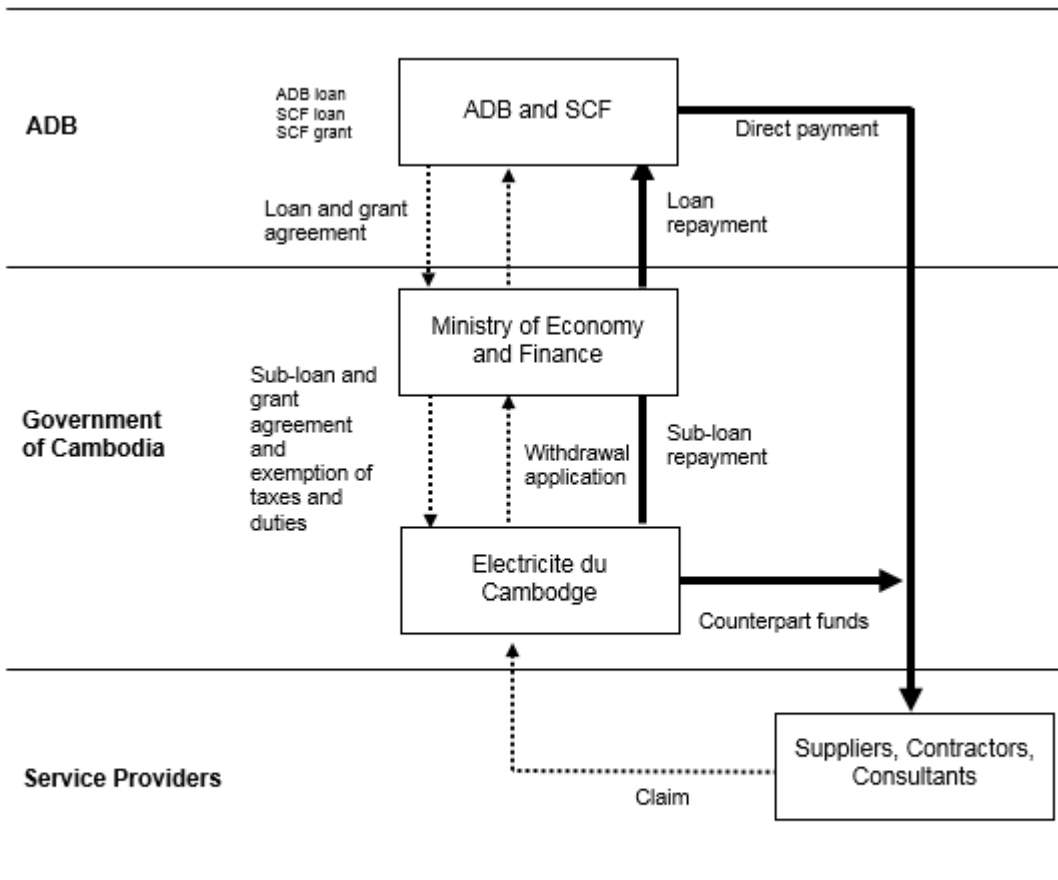 ADB
ADB loan
SCF loan
SCF grant
ADB and SCF
Direct payment
Loan and grant
agreement
Loan
repayment
Government
of Cambodia
Ministry of Economy
and Finance
Sub-loan and
grant
agreement
and
exemption of
taxes and
duties
Withdrawal
application
Sub-loan
repayment
Electricite du
Cambodge
Counterpart funds
Service Providers
Suppliers, Contractors,
Consultants
Claim